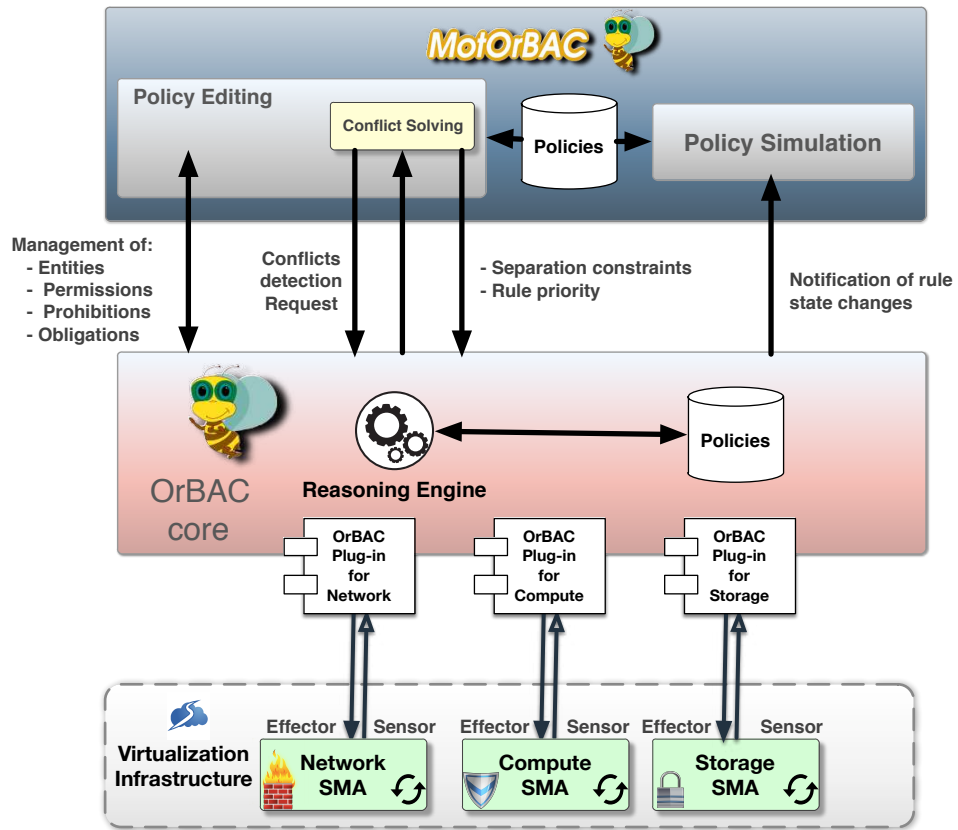 MotOrBAC
Policy Editing
Conflict Solving
Policies
Policy Simulation
Management of:
- Entities
- Permissions
- Prohibitions
- Obligations
Conflicts
detection
Request
- Separation constraints
- Rule priority
Notification of rule
state changes
OrBAC
core
Reasoning Engine
Policies
OrBAC
Plug-in
for
Network
OrBAC
Plug-in
for
Compute
OrBAC
Plug-in
for
Storage
Virtualization
Infrastructure
Effector Sensor
Network
SMA
Effector Sensor
Compute
SMA
Effector Sensor
Storage
SMA